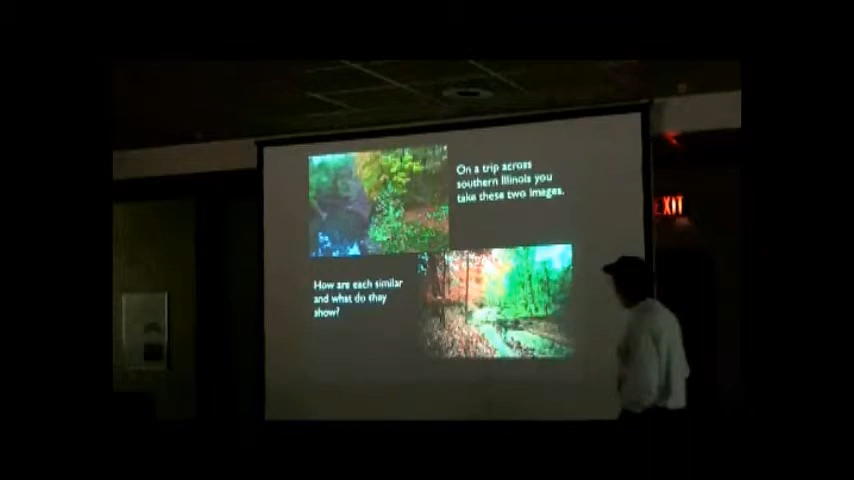 On a trip across
southern Illinois you
take these two images.
EXIT
How are each similar
and what do they
show?